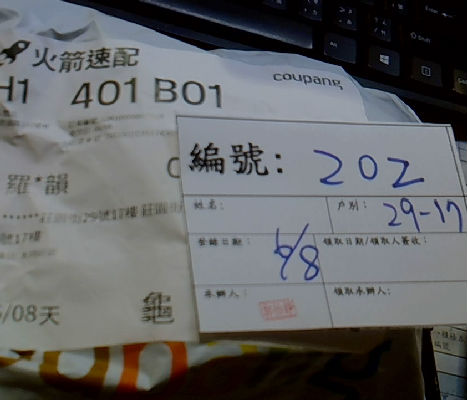 火箭速配
coupang
H1 401 B01
編號: 202
羅*韻
姓名:
戶別: 29-17
登錄日期: 6/8
領取日期/領取人簽收:
承辦人:
領取承辦人:
/08天
龜